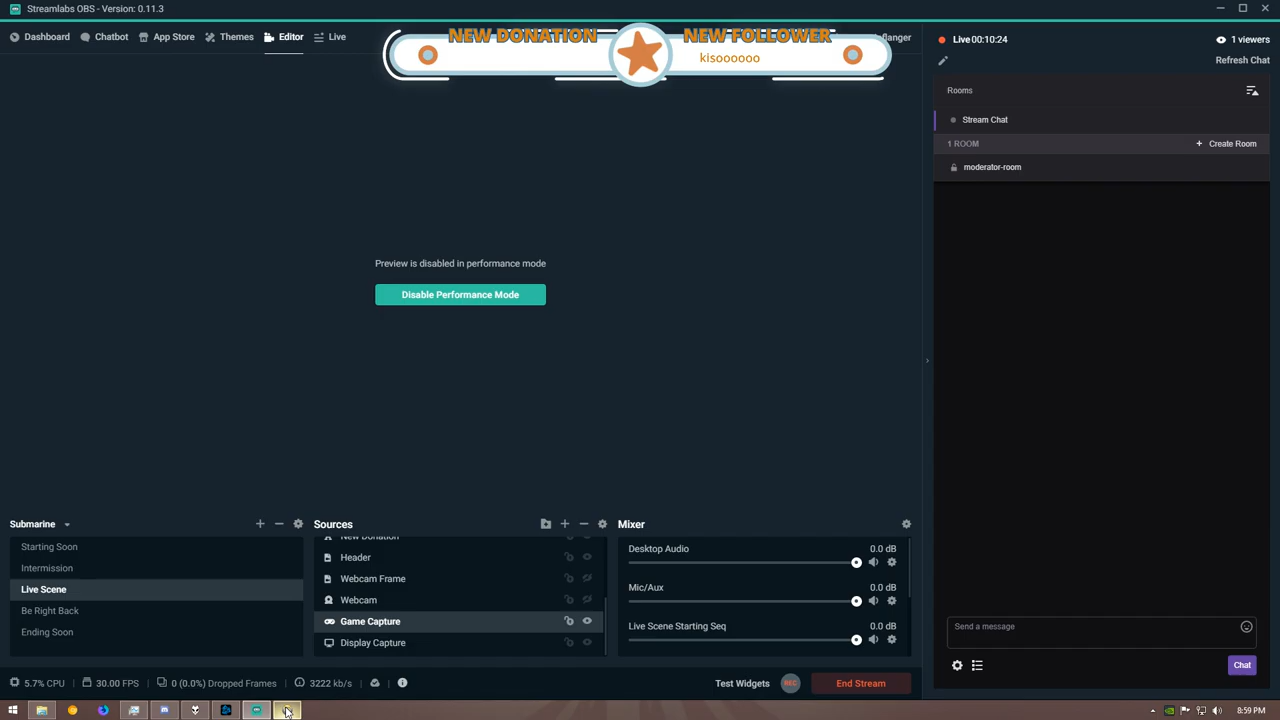 Streamlabs OBS - Version: 0.11.3
Dashboard
Chatbot
App Store
Themes
Editor
Live
flanger
NEW DONATION
NEW FOLLOWER
kisoooooo
Live 00:10:24
1 viewers
Refresh Chat
Rooms
Stream Chat
1 ROOM
+ Create Room
moderator-room
Preview is disabled in performance mode
Disable Performance Mode
Submarine
Starting Soon
Intermission
Live Scene
Be Right Back
Ending Soon
Sources
New Donation
Header
Webcam Frame
Webcam
Game Capture
Display Capture
Mixer
Desktop Audio
0.0 dB
Mic/Aux
0.0 dB
Live Scene Starting Seq
0.0 dB
Send a message
Chat
5.7% CPU
30.00 FPS
0 (0.0%) Dropped Frames
3222 kb/s
Test Widgets
REC
End Stream
8:59 PM